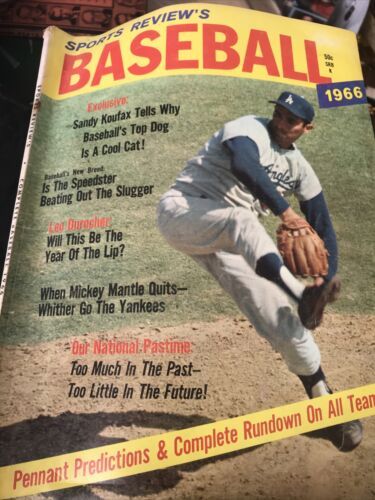 SPORTS REVIEW'S
BASEBALL
50c
1966
Exclusive:
Sandy Koufax Tells Why
Baseball's Top Dog
Is A Cool Cat!
Baseball's New Breed:
Is The Speedster
Beating Out The Slugger
Leo Durocher:
Will This Be The
Year Of The Lip?
When Mickey Mantle Quits—
Whither Go The Yankees
Our National Pastime:
Too Much In The Past—
Too Little In The Future!
Pennant Predictions & Complete Rundown On All Team
LA
Angeles